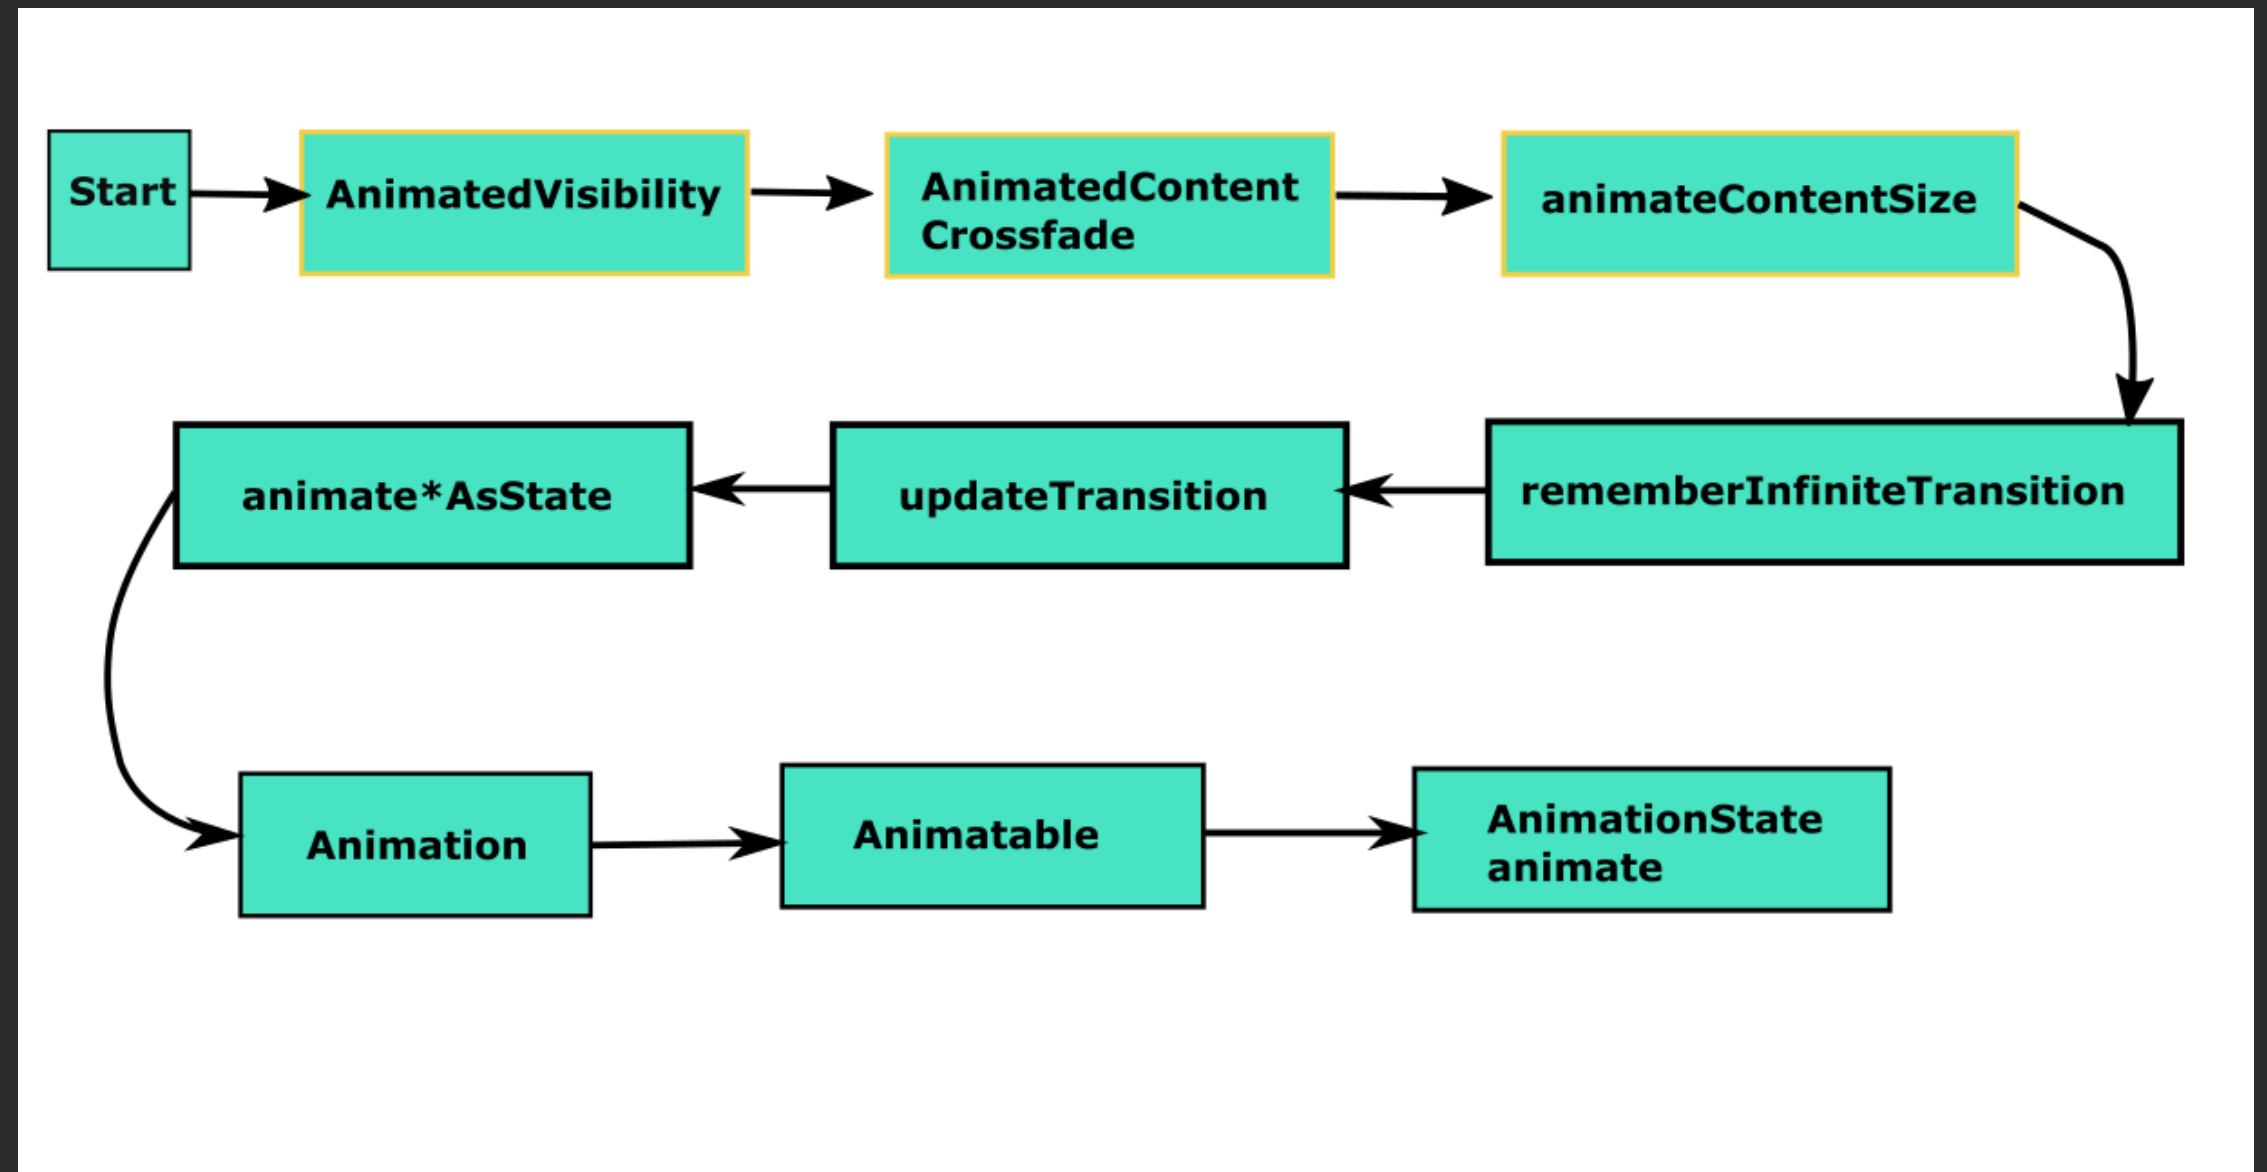 Start
AnimatedVisibility
AnimatedContent
Crossfade
animateContentSize
rememberInfiniteTransition
updateTransition
animate*AsState
Animation
Animatable
AnimationState
animate